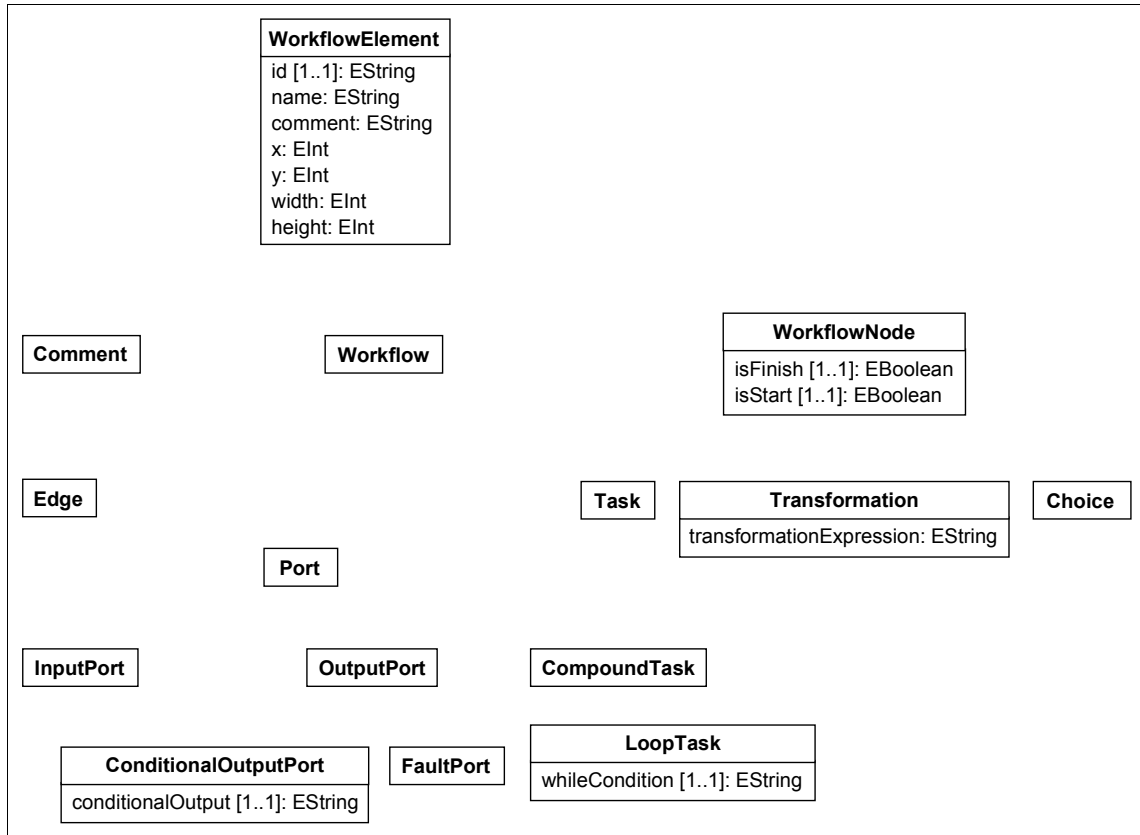 WorkflowElement
id [1..1]: EString
name: EString
comment: EString
x: EInt
y: EInt
width: EInt
height: EInt
Comment
Workflow
WorkflowNode
isFinish [1..1]: EBoolean
isStart [1..1]: EBoolean
Edge
Task
Transformation
transformationExpression: EString
Choice
Port
InputPort
OutputPort
CompoundTask
ConditionalOutputPort
conditionalOutput [1..1]: EString
FaultPort
LoopTask
whileCondition [1..1]: EString